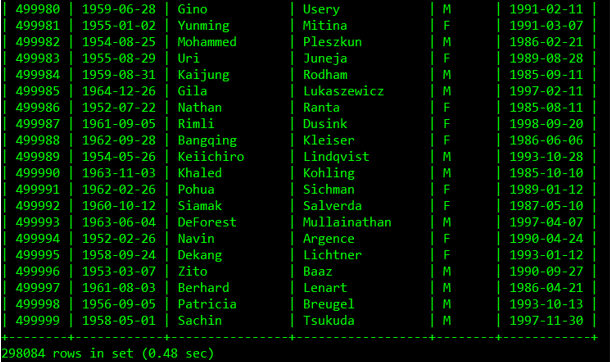 | 499980 | 1959-06-28 | Gino | Usery | M | 1991-02-11 |
| 499981 | 1955-01-02 | Yunming | Mitina | F | 1991-03-07 |
| 499982 | 1954-08-25 | Mohammed | Pleszkun | M | 1986-02-21 |
| 499983 | 1955-08-29 | Uri | Juneja | F | 1989-08-28 |
| 499984 | 1959-08-31 | Kaijung | Rodham | M | 1985-09-11 |
| 499985 | 1964-12-26 | Gila | Lukaszewicz | M | 1997-02-11 |
| 499986 | 1952-07-22 | Nathan | Ranta | F | 1985-08-11 |
| 499987 | 1961-09-05 | Rimli | Dusink | F | 1998-09-20 |
| 499988 | 1962-09-28 | Bangqing | Kleiser | F | 1986-06-06 |
| 499989 | 1954-05-26 | Keiichiro | Lindqvist | M | 1993-10-28 |
| 499990 | 1963-11-03 | Khaled | Kohling | M | 1985-10-10 |
| 499991 | 1962-02-26 | Pohua | Sichman | F | 1989-01-12 |
| 499992 | 1960-10-12 | Siamak | Salverda | F | 1987-05-10 |
| 499993 | 1963-06-04 | DeForest | Mullainathan | M | 1997-04-07 |
| 499994 | 1952-02-26 | Navin | Argence | F | 1990-04-24 |
| 499995 | 1958-09-24 | Dekang | Lichtner | F | 1993-01-12 |
| 499996 | 1953-03-07 | Zito | Baaz | M | 1990-09-27 |
| 499997 | 1961-08-03 | Berhard | Lenart | M | 1986-04-21 |
| 499998 | 1956-09-05 | Patricia | Breugel | M | 1993-10-13 |
| 499999 | 1958-05-01 | Sachin | Tsukuda | M | 1997-11-30 |
+--------+------------+----------------+------------------+--------+------------+
298084 rows in set (0.48 sec)